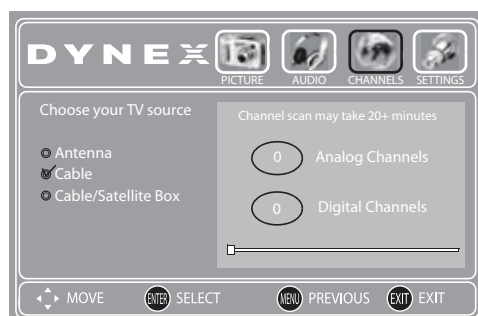 DYNEX
PICTURE AUDIO CHANNELS SETTINGS
Choose your TV source
Antenna
Cable
Cable/Satellite Box
Channel scan may take 20+ minutes
0 Analog Channels
0 Digital Channels
MOVE ENTER SELECT MENU PREVIOUS EXIT EXIT